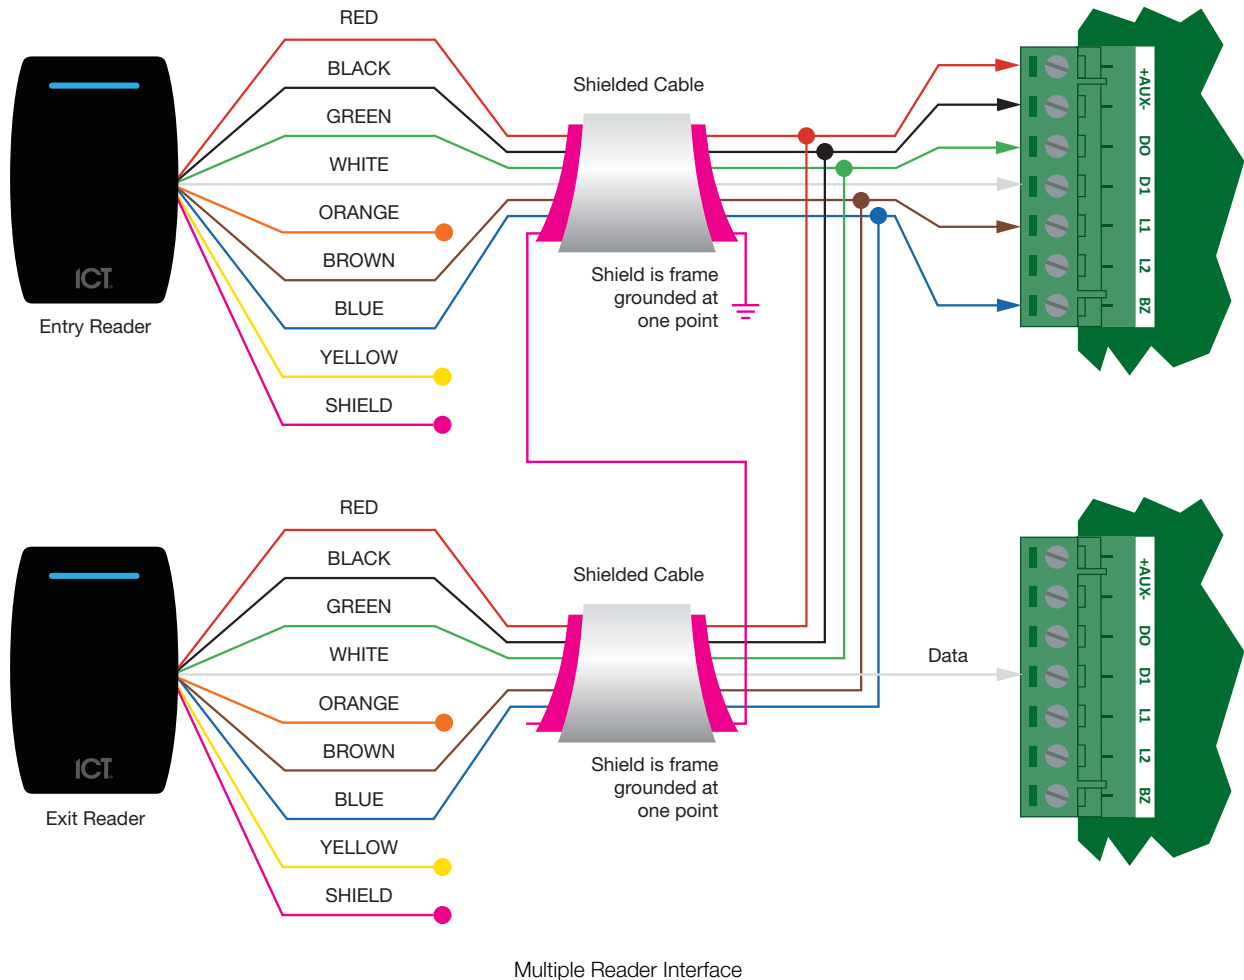 RED
BLACK
GREEN
WHITE
ORANGE
BROWN
BLUE
YELLOW
SHIELD
ICT
Entry Reader
Shielded Cable
Shield is frame
grounded at
one point
+AUX-
D0
D1
L1
L2
BZ
RED
BLACK
GREEN
WHITE
ORANGE
BROWN
BLUE
YELLOW
SHIELD
ICT
Exit Reader
Shielded Cable
Shield is frame
grounded at
one point
Data
+AUX-
D0
D1
L1
L2
BZ
Multiple Reader Interface